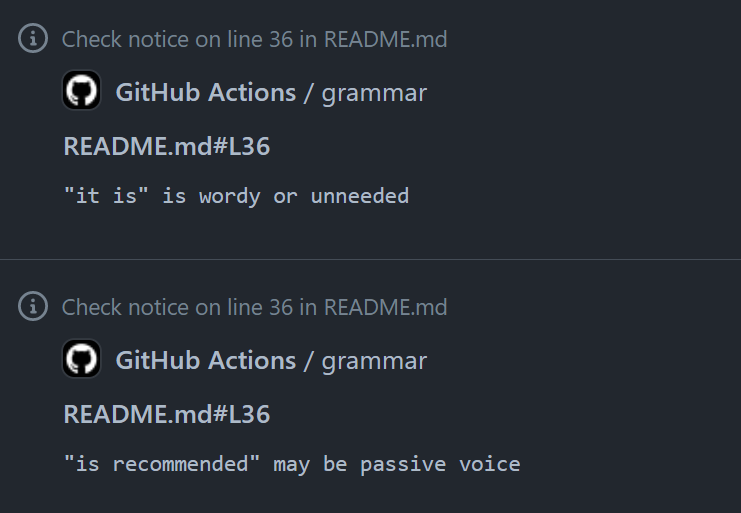 Check notice on line 36 in README.md
GitHub Actions / grammar
README.md#L36
"it is" is wordy or unneeded
Check notice on line 36 in README.md
GitHub Actions / grammar
README.md#L36
"is recommended" may be passive voice